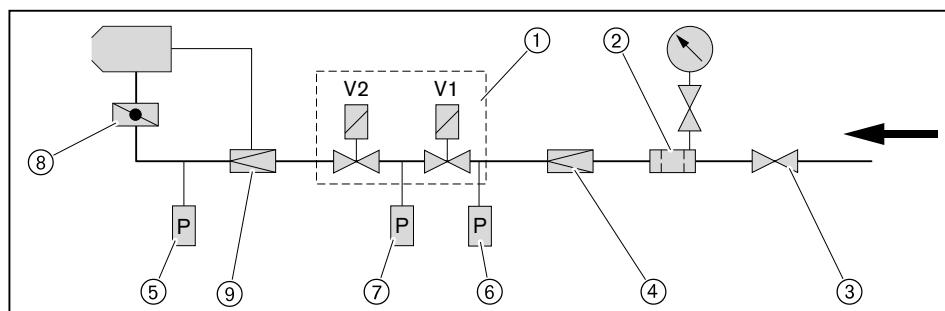 ① ②
V2 V1
⑧
P P P
⑤ ⑨ ⑦ ⑥ ④ ③